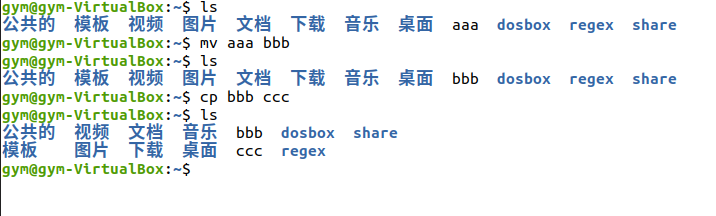 gym@gym-VirtualBox:~$ ls
公共的 模板 视频 图片 文档 下载 音乐 桌面 aaa dosbox regex share
gym@gym-VirtualBox:~$ mv aaa bbb
gym@gym-VirtualBox:~$ ls
公共的 模板 视频 图片 文档 下载 音乐 桌面 bbb dosbox regex share
gym@gym-VirtualBox:~$ cp bbb ccc
gym@gym-VirtualBox:~$ ls
公共的 视频 文档 音乐 bbb dosbox share
模板 图片 下载 桌面 ccc regex
gym@gym-VirtualBox:~$